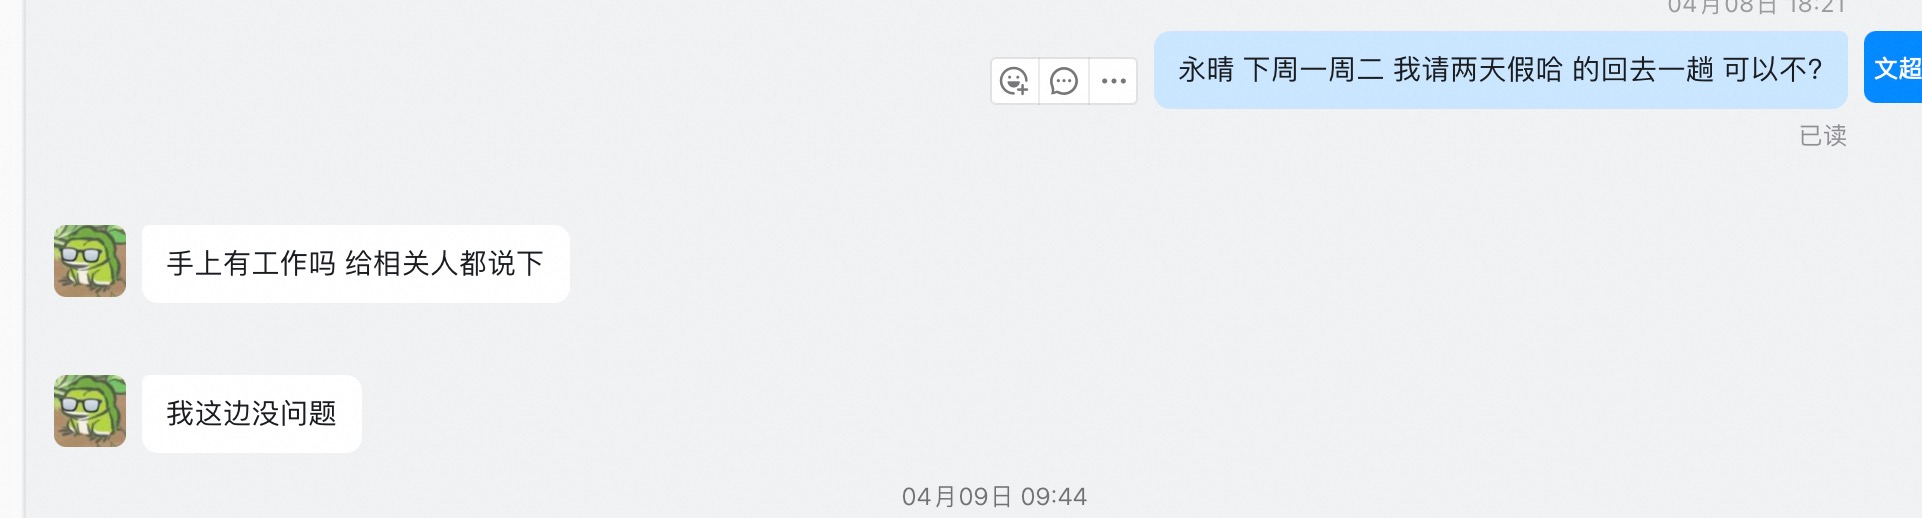 04月08日 18:21
永晴 下周一周二 我请两天假哈 的回去一趟 可以不?
文超
已读
手上有工作吗 给相关人都说下
我这边没问题
04月09日 09:44